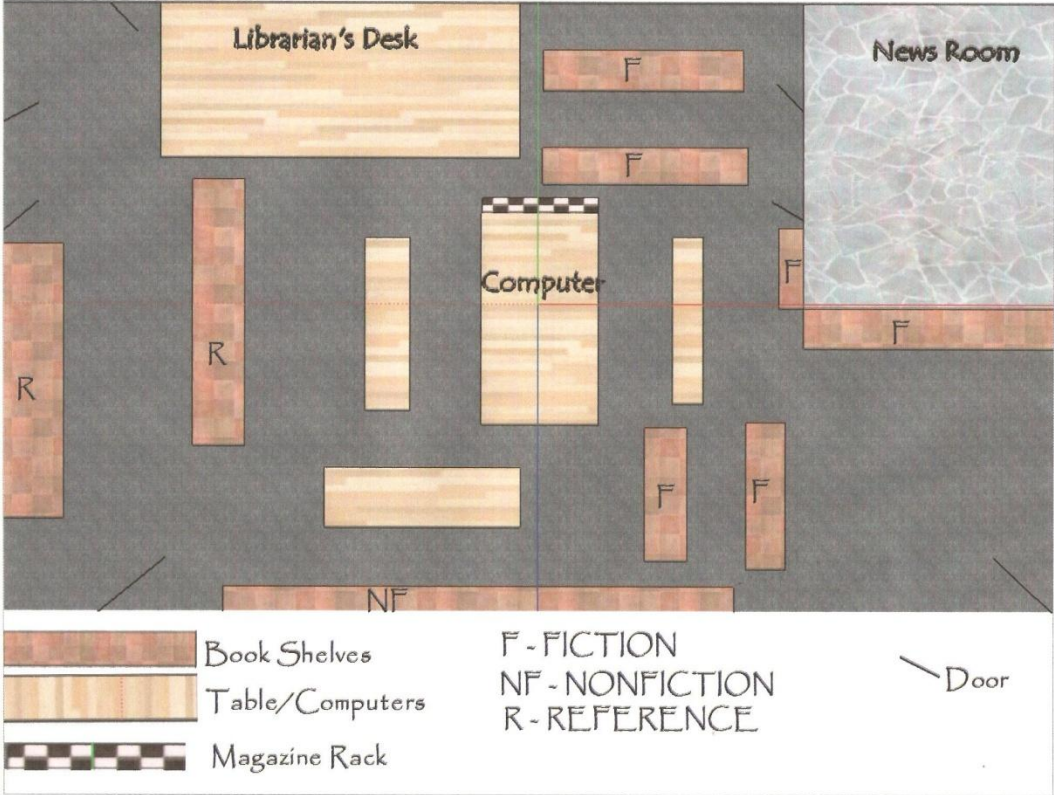 Librarian's Desk
News Room
F
F
Computer
F
F
R
R
F
F
NF
Book Shelves
Table/Computers
Magazine Rack
F - FICTION
NF - NONFICTION
R - REFERENCE
Door